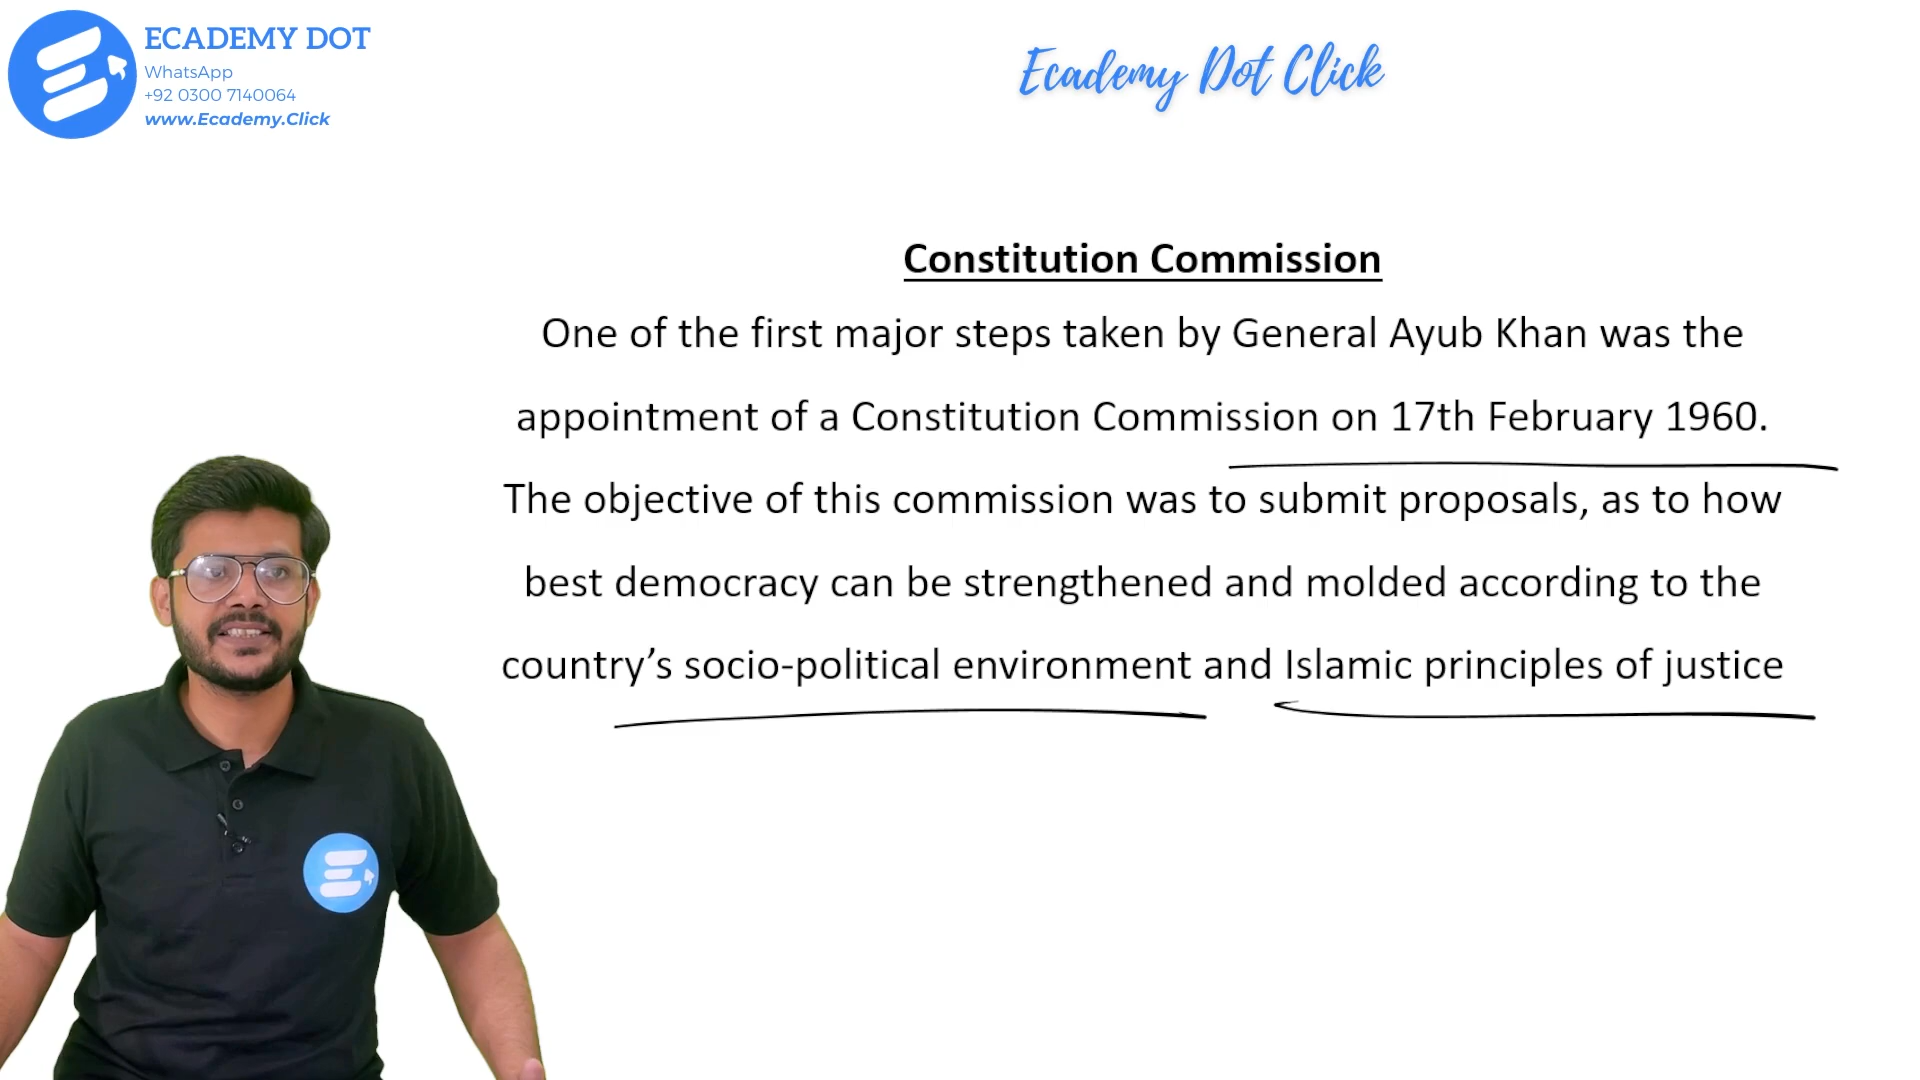 ECADEMY DOT
WhatsApp
+92 0300 7140064
www.Ecademy.Click
Ecademy Dot Click
Constitution Commission
One of the first major steps taken by General Ayub Khan was the
appointment of a Constitution Commission on 17th February 1960.
The objective of this commission was to submit proposals, as to how
best democracy can be strengthened and molded according to the
country’s socio-political environment and Islamic principles of justice